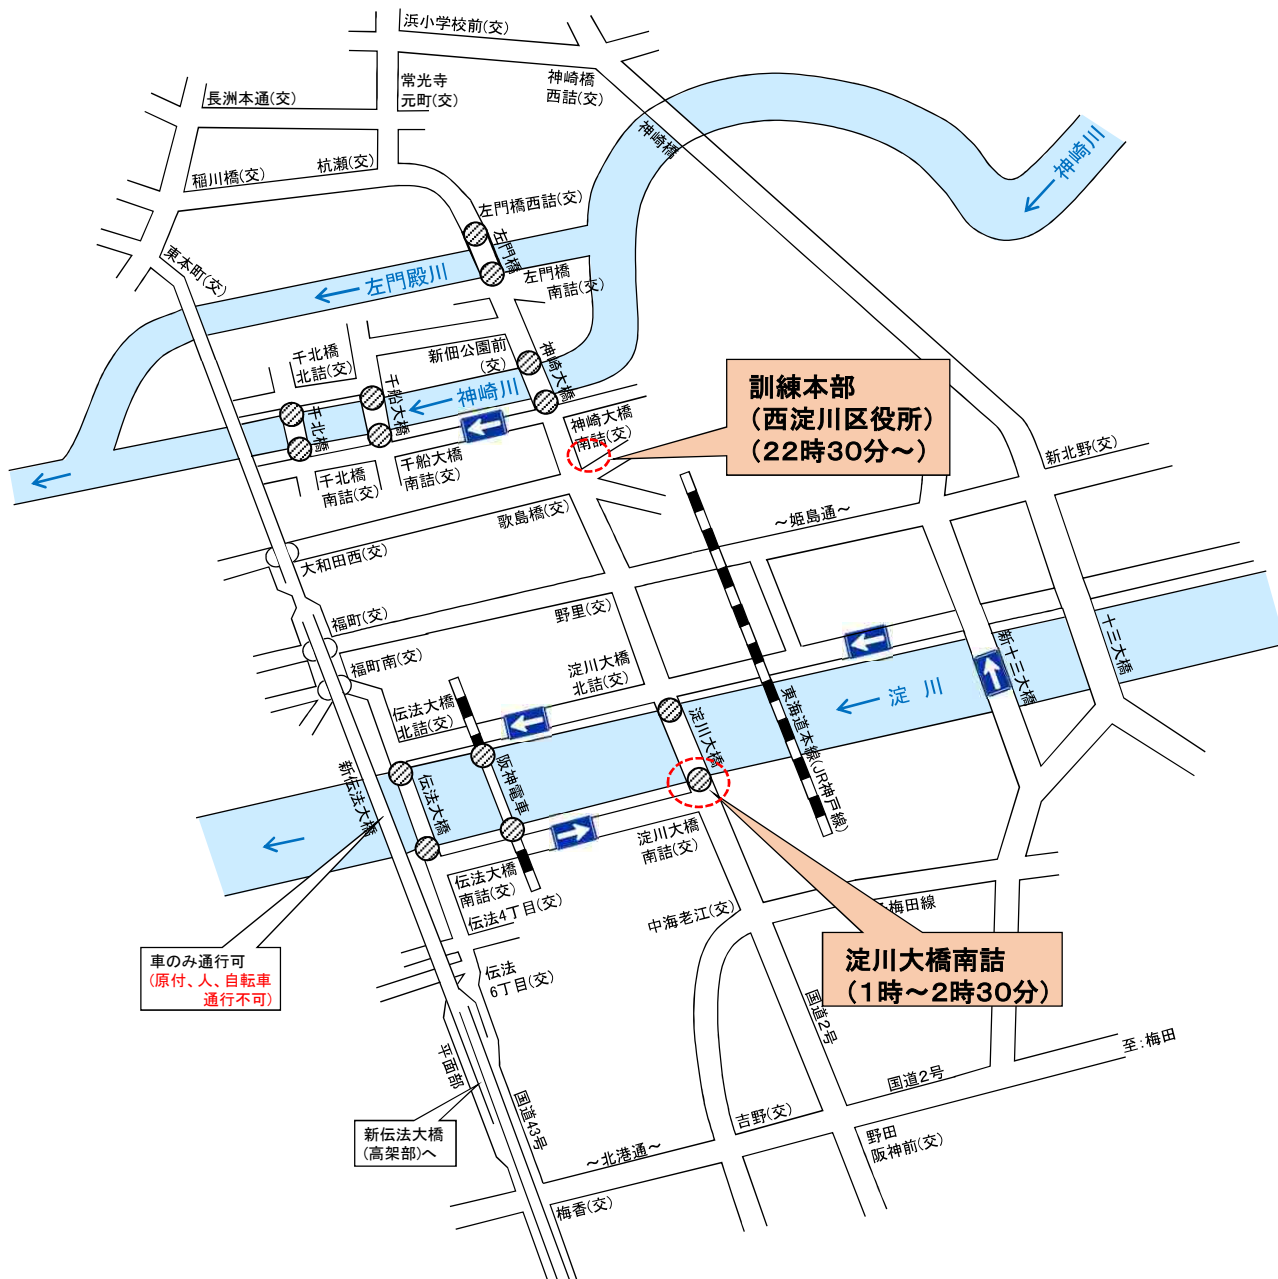 浜小学校前(交)
常光寺
元町(交)
神崎橋
西詰(交)
長洲本通(交)
神崎橋
神崎川
杭瀬(交)
稲川橋(交)
左門橋西詰(交)
左門橋
東本町(交)
左門殿川
左門橋
南詰(交)
千北橋
北詰(交)
新佃公園前
(交)
神崎大橋
千船大橋
神崎川
千北橋
神崎大橋
南詰(交)
訓練本部
(西淀川区役所)
(22時30分～)
千船大橋
南詰(交)
千北橋
南詰(交)
新北野(交)
歌島橋(交)
～姫島通～
大和田西(交)
福町(交)
野里(交)
福町南(交)
淀川大橋
北詰(交)
新十三大橋
十三大橋
伝法大橋
北詰(交)
淀川大橋
東海道本線(JR神戸線)
淀川
新伝法大橋
伝法大橋
阪神電車
淀川大橋
南詰(交)
伝法大橋
南詰(交)
伝法4丁目(交)
中海老江(交)
梅田線
淀川大橋南詰
(1時～2時30分)
車のみ通行可
(原付、人、自転車
通行不可)
伝法
6丁目(交)
国道2号
平面部
国道43号
至:梅田
国道2号
吉野(交)
新伝法大橋
(高架部)へ
野田
阪神前(交)
～北港通～
梅香(交)